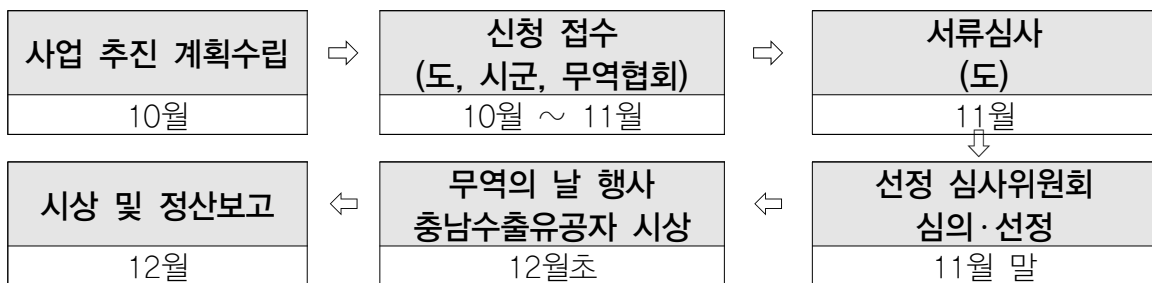 사업 추진 계획수립
10월
⇨
신청 접수
(도, 시군, 무역협회)
10월 ~ 11월
⇨
서류심사
(도)
11월
⇩
선정 심사위원회
심의·선정
11월 말
⇦
무역의 날 행사
충남수출유공자 시상
12월초
⇦
시상 및 정산보고
12월